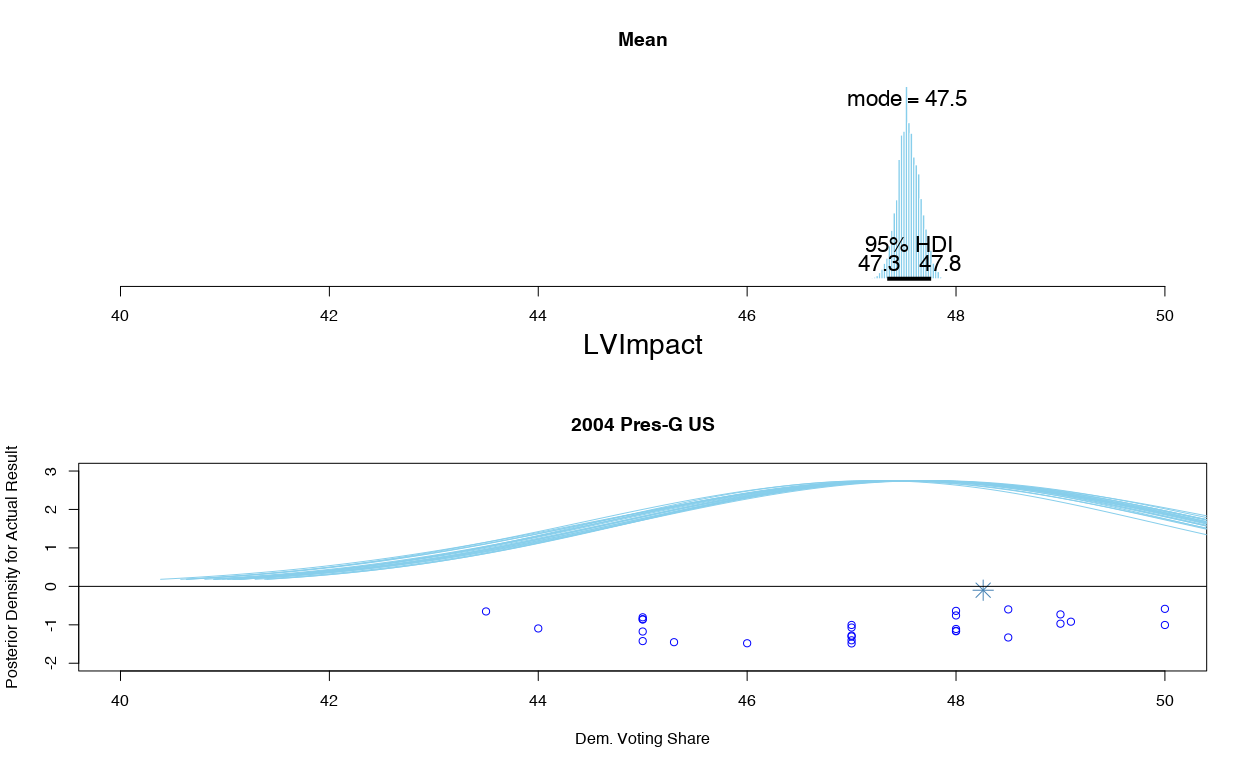 Mean
mode = 47.5
95% HDI
47.3 47.8
40 42 44 46 48 50
LVImpact
2004 Pres-G US
Posterior Density for Actual Result
3
2
1
0
-1
-2
40 42 44 46 48 50
Dem. Voting Share